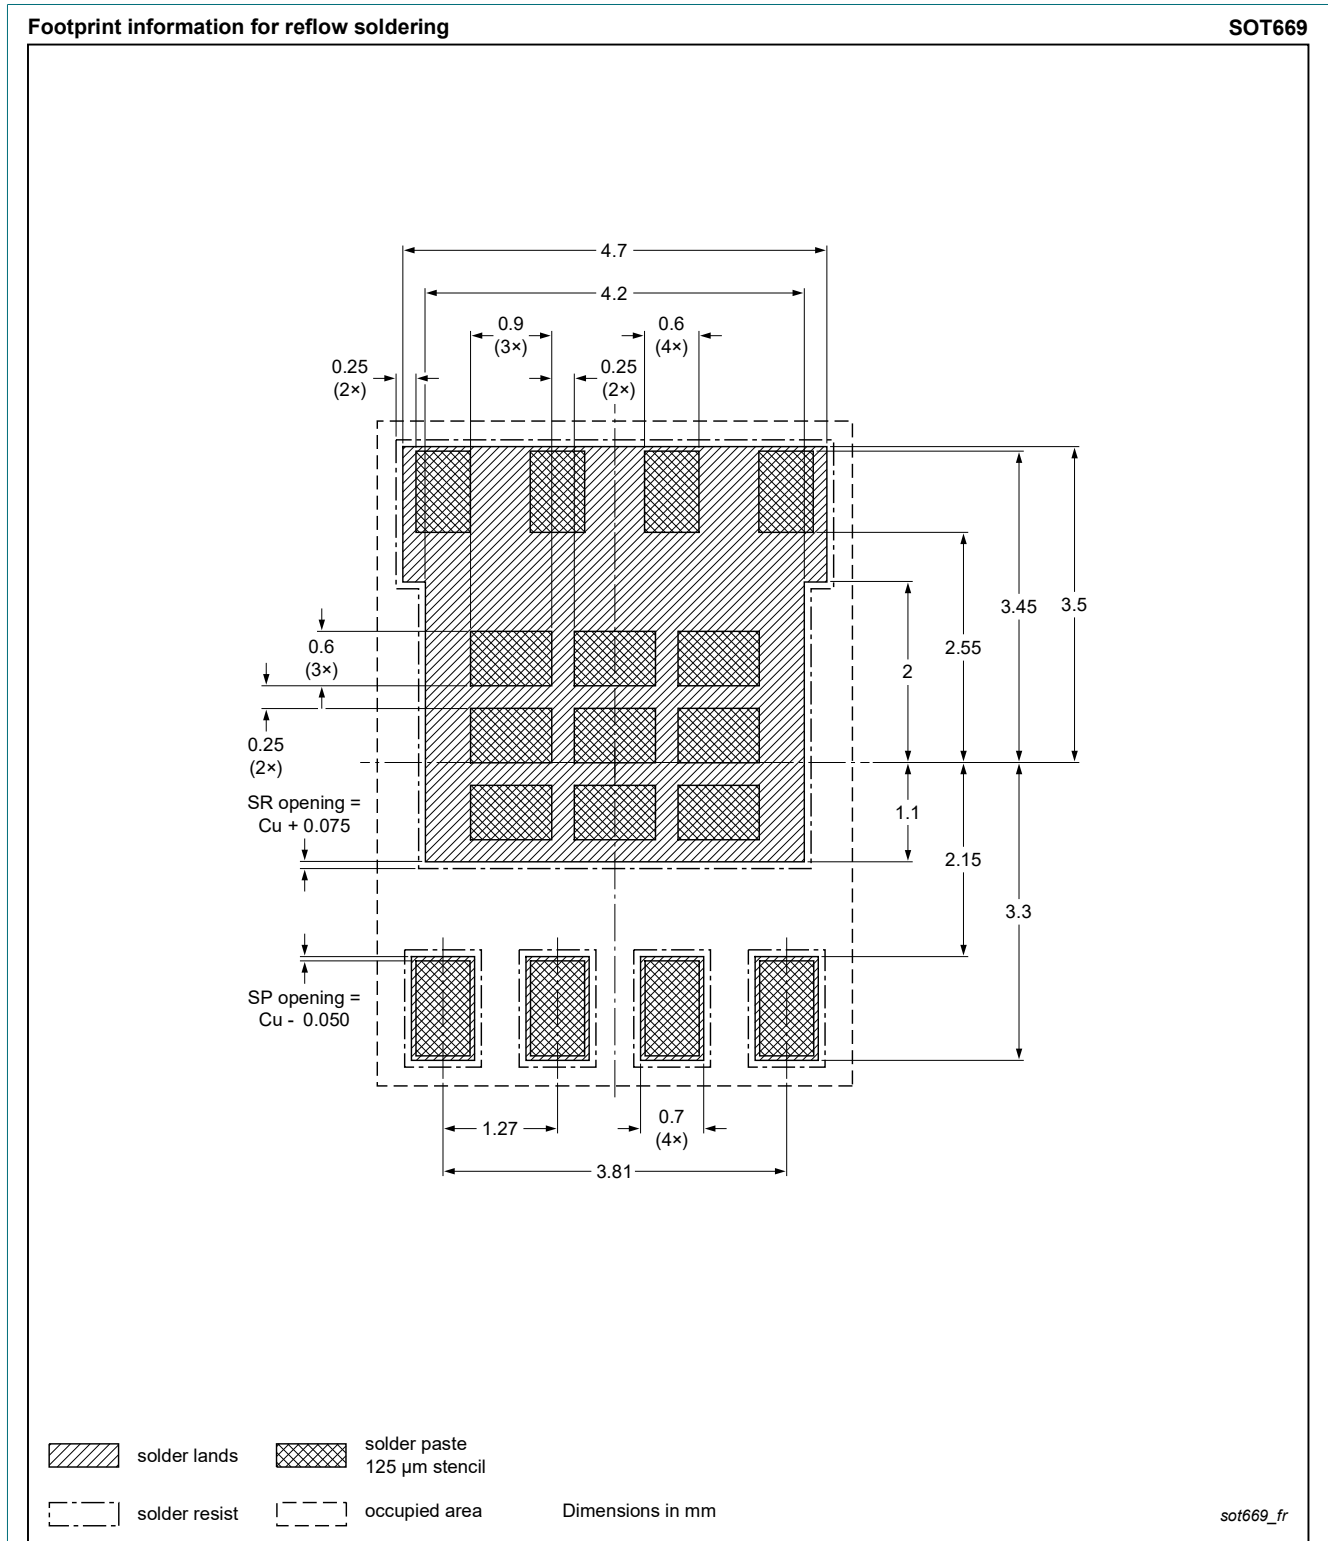 Footprint information for reflow soldering
SOT669
4.7
4.2
0.9
(3×)
0.6
(4×)
0.25
(2×)
0.25
(2×)
3.45
3.5
2.55
2
0.6
(3×)
0.25
(2×)
SR opening =
Cu + 0.075
1.1
2.15
3.3
SP opening =
Cu - 0.050
1.27
0.7
(4×)
3.81
solder lands
solder paste
125 µm stencil
solder resist
occupied area
Dimensions in mm
sot669_fr